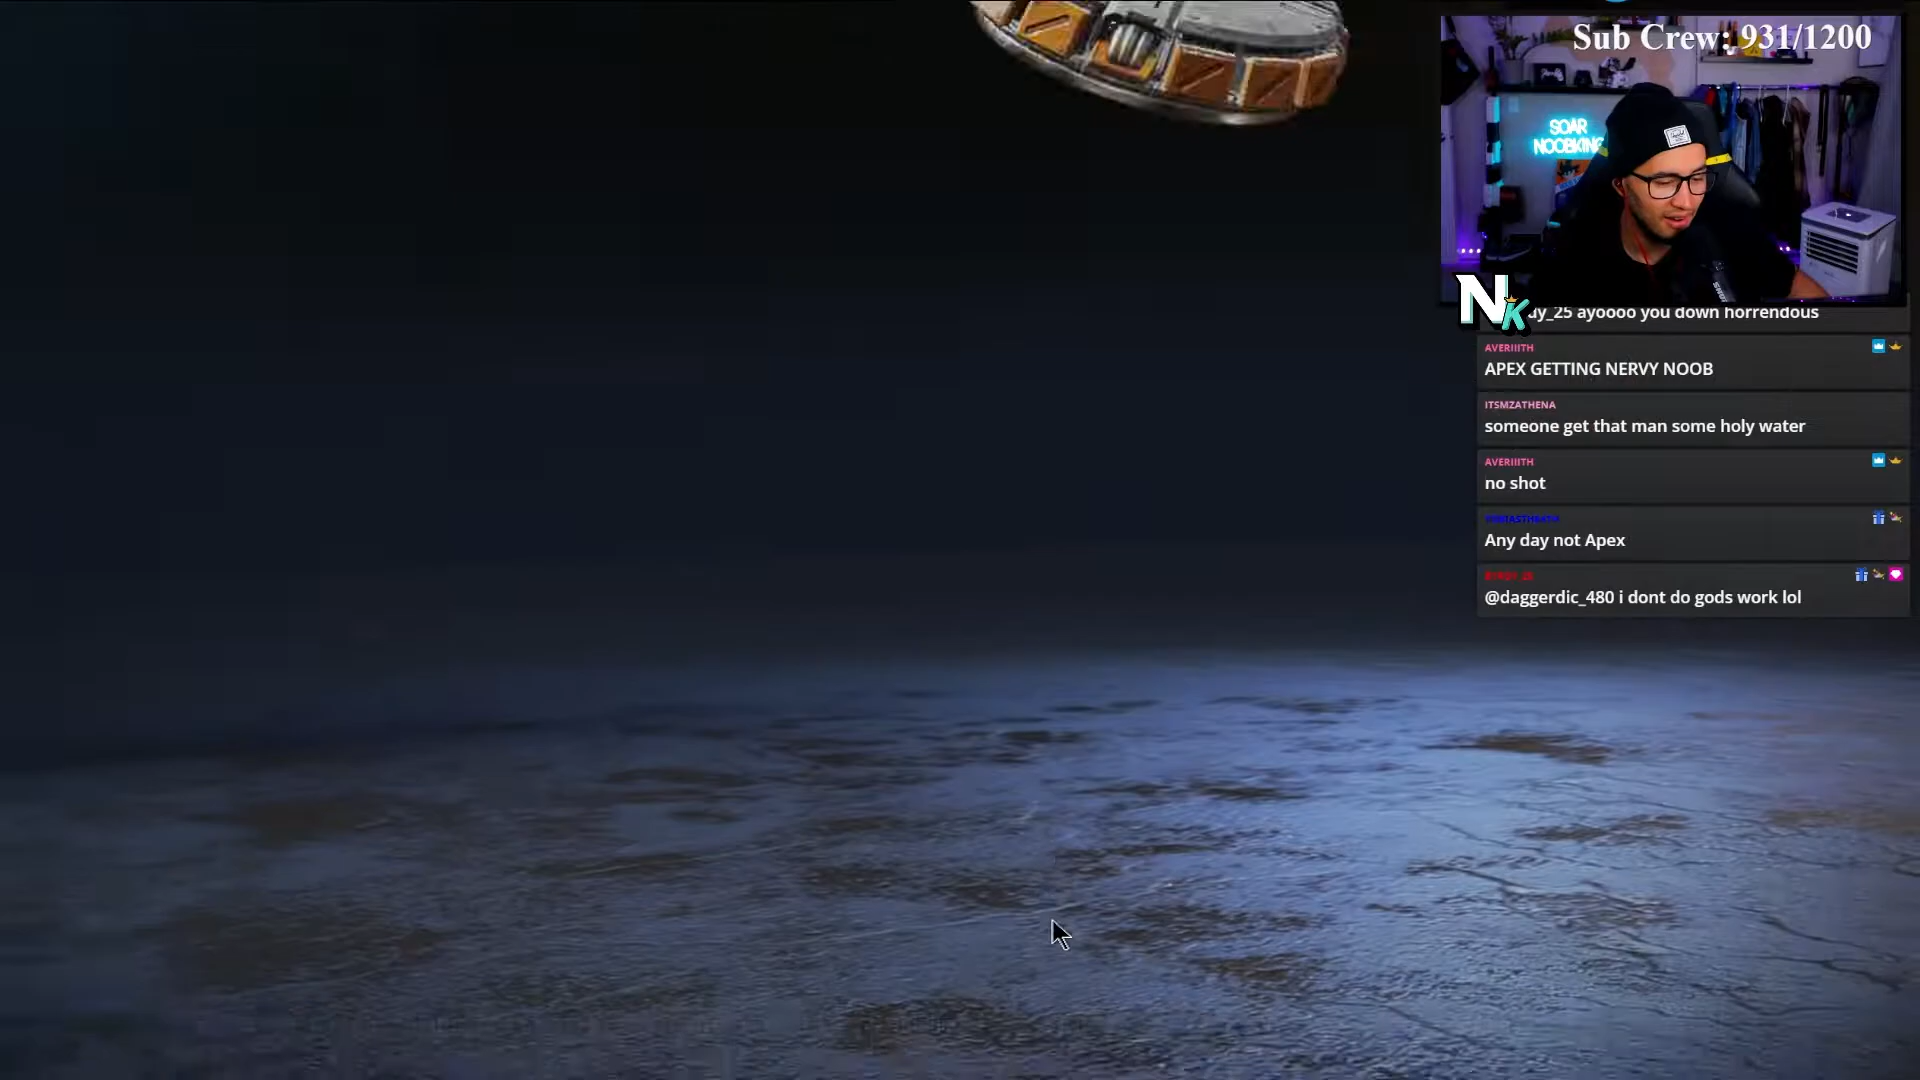 Sub Crew: 931/1200
SOAR
NOOBKING
NK
dy_25 ayoooo you down horrendous
AVERIIITH
APEX GETTING NERVY NOOB
ITSMZATHENA
someone get that man some holy water
AVERIIITH
no shot
Any day not Apex
@daggerdic_480 i dont do gods work lol